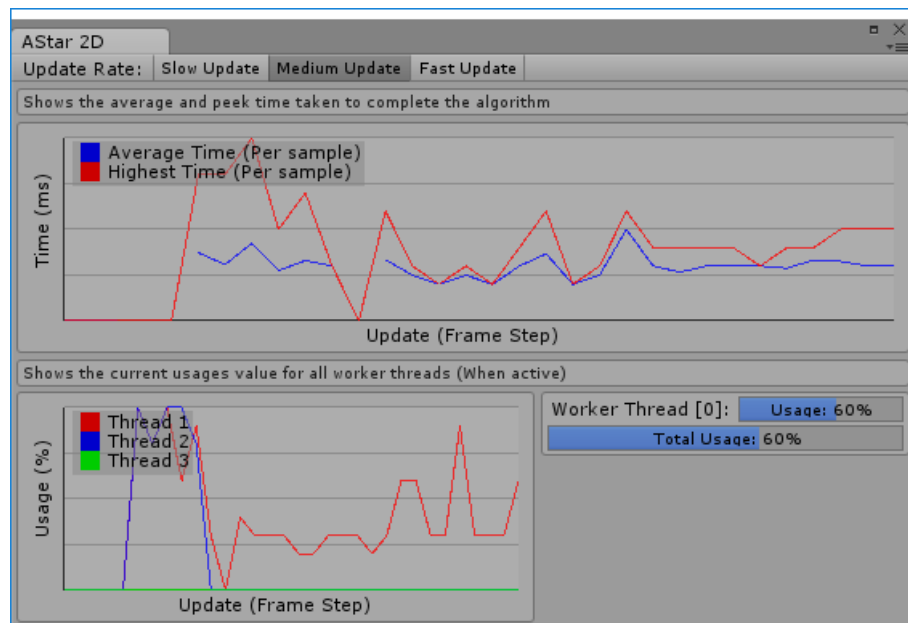 AStar 2D
Update Rate: Slow Update Medium Update Fast Update
Shows the average and peek time taken to complete the algorithm
Average Time (Per sample)
Highest Time (Per sample)
Time (ms)
Update (Frame Step)
Shows the current usages value for all worker threads (When active)
Thread 1
Thread 2
Thread 3
Usage (%)
Update (Frame Step)
Worker Thread [0]: Usage: 60%
Total Usage: 60%